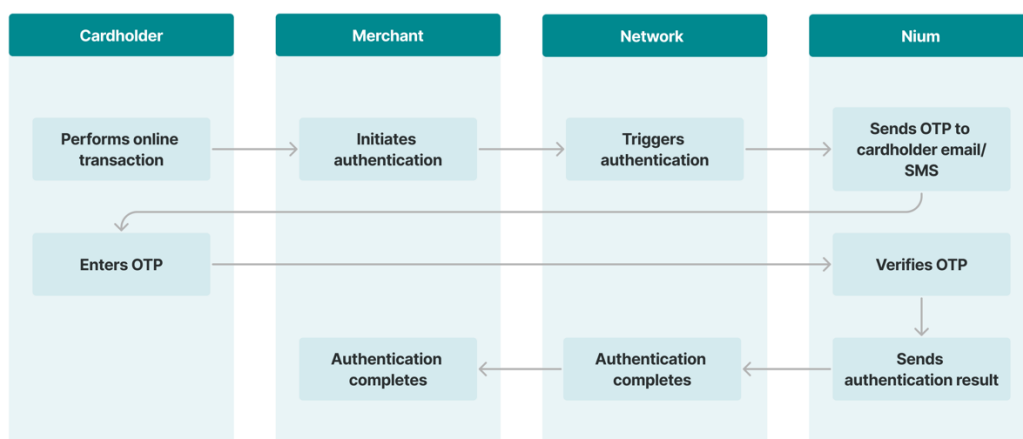 Cardholder
Merchant
Network
Nium
Performs online
transaction
Initiates
authentication
Triggers
authentication
Sends OTP to
cardholder email/
SMS
Enters OTP
Verifies OTP
Authentication
completes
Authentication
completes
Sends
authentication result